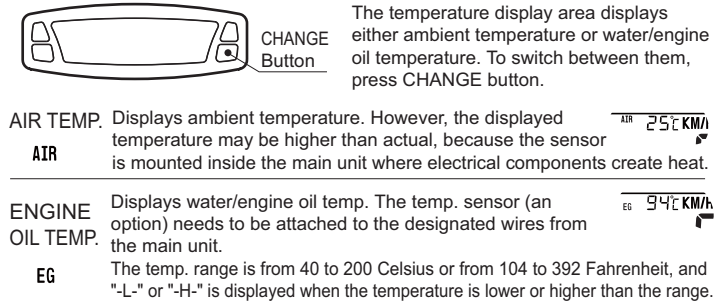 CHANGE
Button
The temperature display area displays
either ambient temperature or water/engine
oil temperature. To switch between them,
press CHANGE button.
AIR TEMP.
AIR
Displays ambient temperature. However, the displayed
temperature may be higher than actual, because the sensor
is mounted inside the main unit where electrical components create heat.
AIR 25℃ KM/
ENGINE
OIL TEMP.
EG
Displays water/engine oil temp. The temp. sensor (an
option) needs to be attached to the designated wires from
the main unit.
EG 94℃ KM/h
The temp. range is from 40 to 200 Celsius or from 104 to 392 Fahrenheit, and
"-L-" or "-H-" is displayed when the temperature is lower or higher than the range.